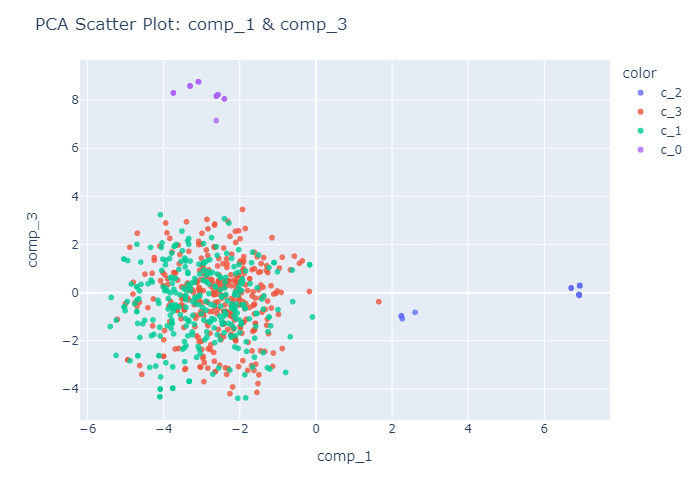 PCA Scatter Plot: comp_1 & comp_3
color
c_2
c_3
c_1
c_0
comp_3
8
6
4
2
0
−2
−4
−6 −4 −2 0 2 4 6
comp_1